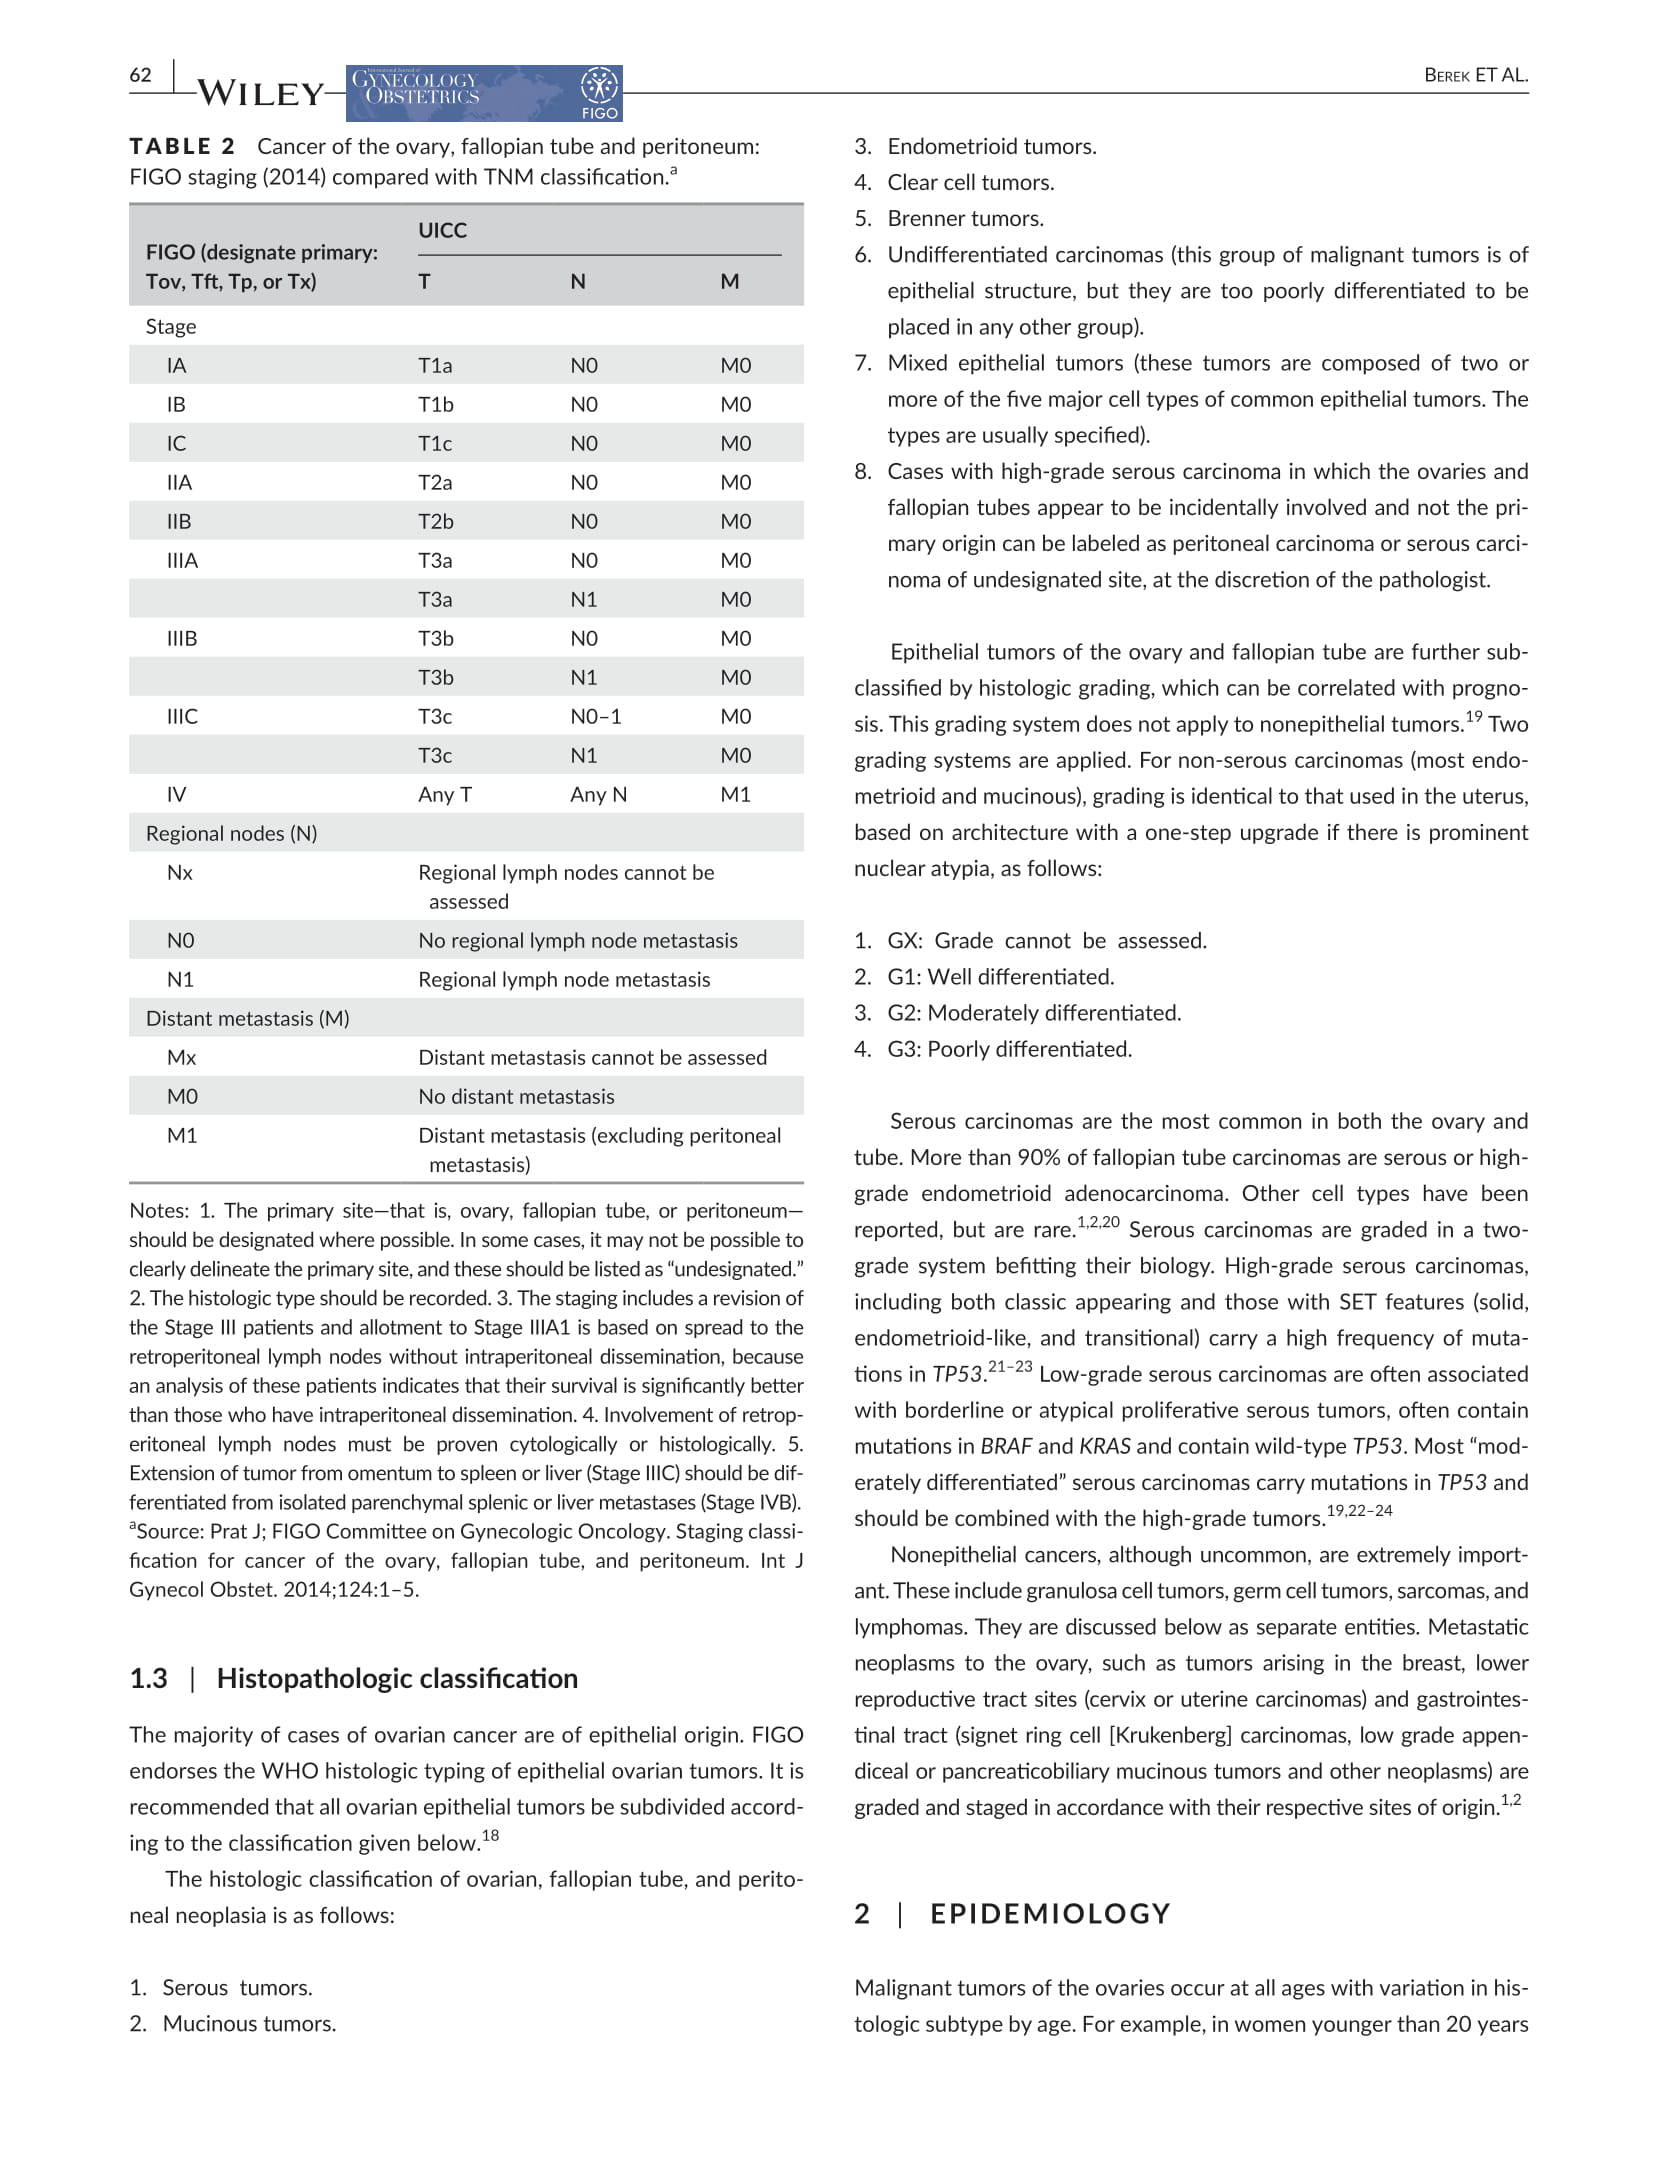 62
WILEY
International Journal of
GYNECOLOGY
OBSTETRICS
FIGO
BEREK ET AL.
TABLE 2 Cancer of the ovary, fallopian tube and peritoneum:
FIGO staging (2014) compared with TNM classification.a
FIGO (designate primary:
Tov, Tft, Tp, or Tx)
UICC
T N M
Stage
IA T1a N0 M0
IB T1b N0 M0
IC T1c N0 M0
IIA T2a N0 M0
IIB T2b N0 M0
IIIA T3a N0 M0
T3a N1 M0
IIIB T3b N0 M0
T3b N1 M0
IIIC T3c N0–1 M0
T3c N1 M0
IV Any T Any N M1
Regional nodes (N)
Nx Regional lymph nodes cannot be
assessed
N0 No regional lymph node metastasis
N1 Regional lymph node metastasis
Distant metastasis (M)
Mx Distant metastasis cannot be assessed
M0 No distant metastasis
M1 Distant metastasis (excluding peritoneal
metastasis)
Notes: 1. The primary site—that is, ovary, fallopian tube, or peritoneum—
should be designated where possible. In some cases, it may not be possible to
clearly delineate the primary site, and these should be listed as “undesignated.”
2. The histologic type should be recorded. 3. The staging includes a revision of
the Stage III patients and allotment to Stage IIIA1 is based on spread to the
retroperitoneal lymph nodes without intraperitoneal dissemination, because
an analysis of these patients indicates that their survival is significantly better
than those who have intraperitoneal dissemination. 4. Involvement of retrop-
eritoneal lymph nodes must be proven cytologically or histologically. 5.
Extension of tumor from omentum to spleen or liver (Stage IIIC) should be dif-
ferentiated from isolated parenchymal splenic or liver metastases (Stage IVB).
aSource: Prat J; FIGO Committee on Gynecologic Oncology. Staging classi-
fication for cancer of the ovary, fallopian tube, and peritoneum. Int J
Gynecol Obstet. 2014;124:1–5.
1.3 | Histopathologic classification
The majority of cases of ovarian cancer are of epithelial origin. FIGO
endorses the WHO histologic typing of epithelial ovarian tumors. It is
recommended that all ovarian epithelial tumors be subdivided accord-
ing to the classification given below.18
The histologic classification of ovarian, fallopian tube, and perito-
neal neoplasia is as follows:
1. Serous tumors.
2. Mucinous tumors.
3. Endometrioid tumors.
4. Clear cell tumors.
5. Brenner tumors.
6. Undifferentiated carcinomas (this group of malignant tumors is of
epithelial structure, but they are too poorly differentiated to be
placed in any other group).
7. Mixed epithelial tumors (these tumors are composed of two or
more of the five major cell types of common epithelial tumors. The
types are usually specified).
8. Cases with high-grade serous carcinoma in which the ovaries and
fallopian tubes appear to be incidentally involved and not the pri-
mary origin can be labeled as peritoneal carcinoma or serous carci-
noma of undesignated site, at the discretion of the pathologist.
Epithelial tumors of the ovary and fallopian tube are further sub-
classified by histologic grading, which can be correlated with progno-
sis. This grading system does not apply to nonepithelial tumors.19 Two
grading systems are applied. For non-serous carcinomas (most endo-
metrioid and mucinous), grading is identical to that used in the uterus,
based on architecture with a one-step upgrade if there is prominent
nuclear atypia, as follows:
1. GX: Grade cannot be assessed.
2. G1: Well differentiated.
3. G2: Moderately differentiated.
4. G3: Poorly differentiated.
Serous carcinomas are the most common in both the ovary and
tube. More than 90% of fallopian tube carcinomas are serous or high-
grade endometrioid adenocarcinoma. Other cell types have been
reported, but are rare.1,2,20 Serous carcinomas are graded in a two-
grade system befitting their biology. High-grade serous carcinomas,
including both classic appearing and those with SET features (solid,
endometrioid-like, and transitional) carry a high frequency of muta-
tions in TP53.21–23 Low-grade serous carcinomas are often associated
with borderline or atypical proliferative serous tumors, often contain
mutations in BRAF and KRAS and contain wild-type TP53. Most “mod-
erately differentiated” serous carcinomas carry mutations in TP53 and
should be combined with the high-grade tumors.19,22–24
Nonepithelial cancers, although uncommon, are extremely import-
ant. These include granulosa cell tumors, germ cell tumors, sarcomas, and
lymphomas. They are discussed below as separate entities. Metastatic
neoplasms to the ovary, such as tumors arising in the breast, lower
reproductive tract sites (cervix or uterine carcinomas) and gastrointes-
tinal tract (signet ring cell [Krukenberg] carcinomas, low grade appen-
diceal or pancreaticobiliary mucinous tumors and other neoplasms) are
graded and staged in accordance with their respective sites of origin.1,2
2 | EPIDEMIOLOGY
Malignant tumors of the ovaries occur at all ages with variation in his-
tologic subtype by age. For example, in women younger than 20 years